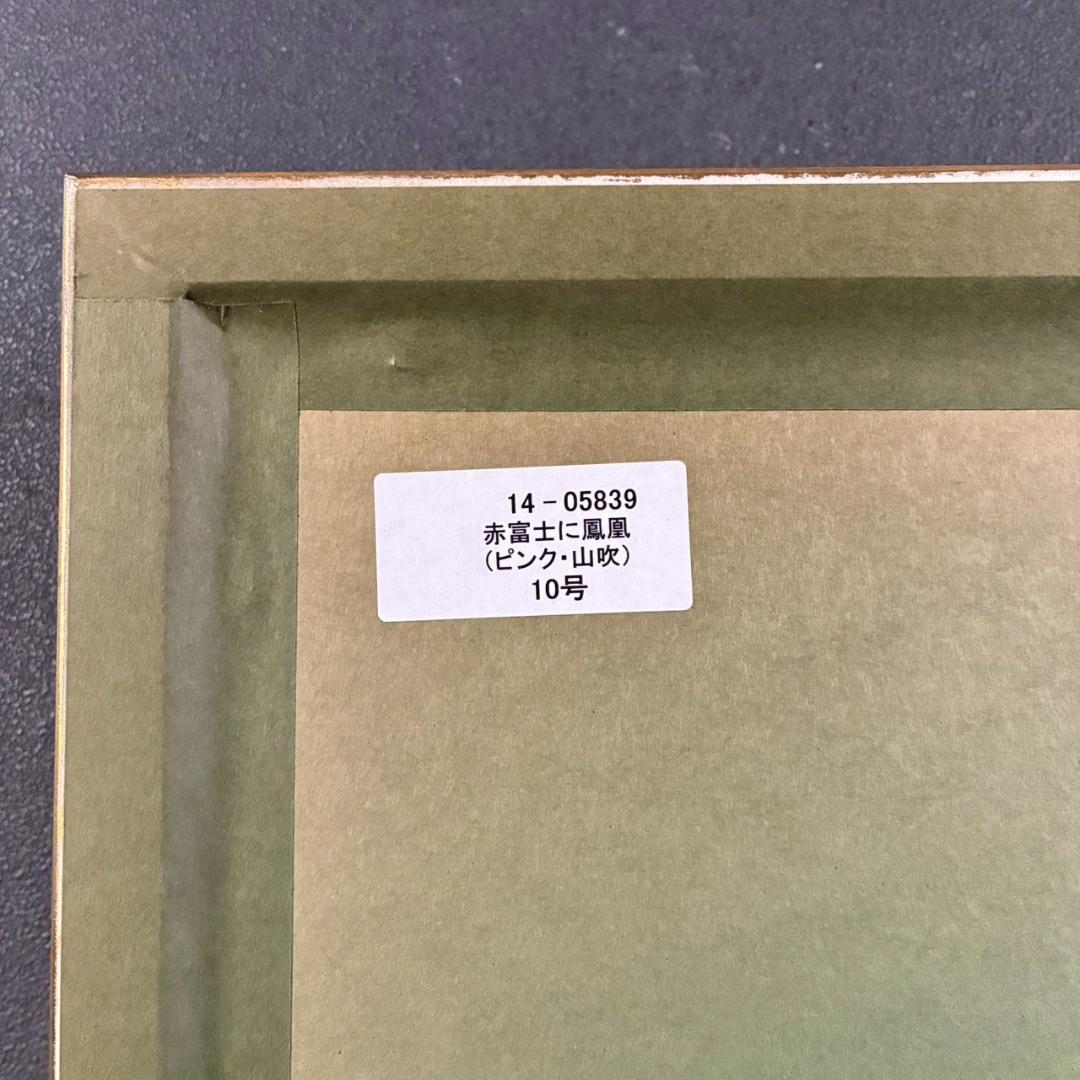 14-05839
赤富士に鳳凰
(ピンク・山吹)
10号